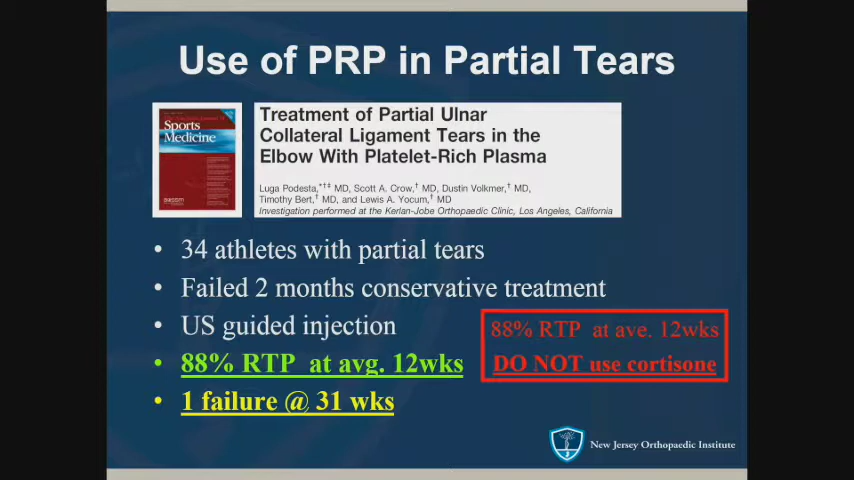 Use of PRP in Partial Tears
Sports
Medicine
Treatment of Partial Ulnar
Collateral Ligament Tears in the
Elbow With Platelet-Rich Plasma
Luga Podesta,*†‡ MD, Scott A. Crow,† MD, Dustin Volkmer,† MD,
Timothy Bert,† MD, and Lewis A. Yocum,† MD
Investigation performed at the Kerlan-Jobe Orthopaedic Clinic, Los Angeles, California
• 34 athletes with partial tears
• Failed 2 months conservative treatment
• US guided injection
• 88% RTP at avg. 12wks
• 1 failure @ 31 wks
88% RTP at ave. 12wks
DO NOT use cortisone
New Jersey Orthopaedic Institute